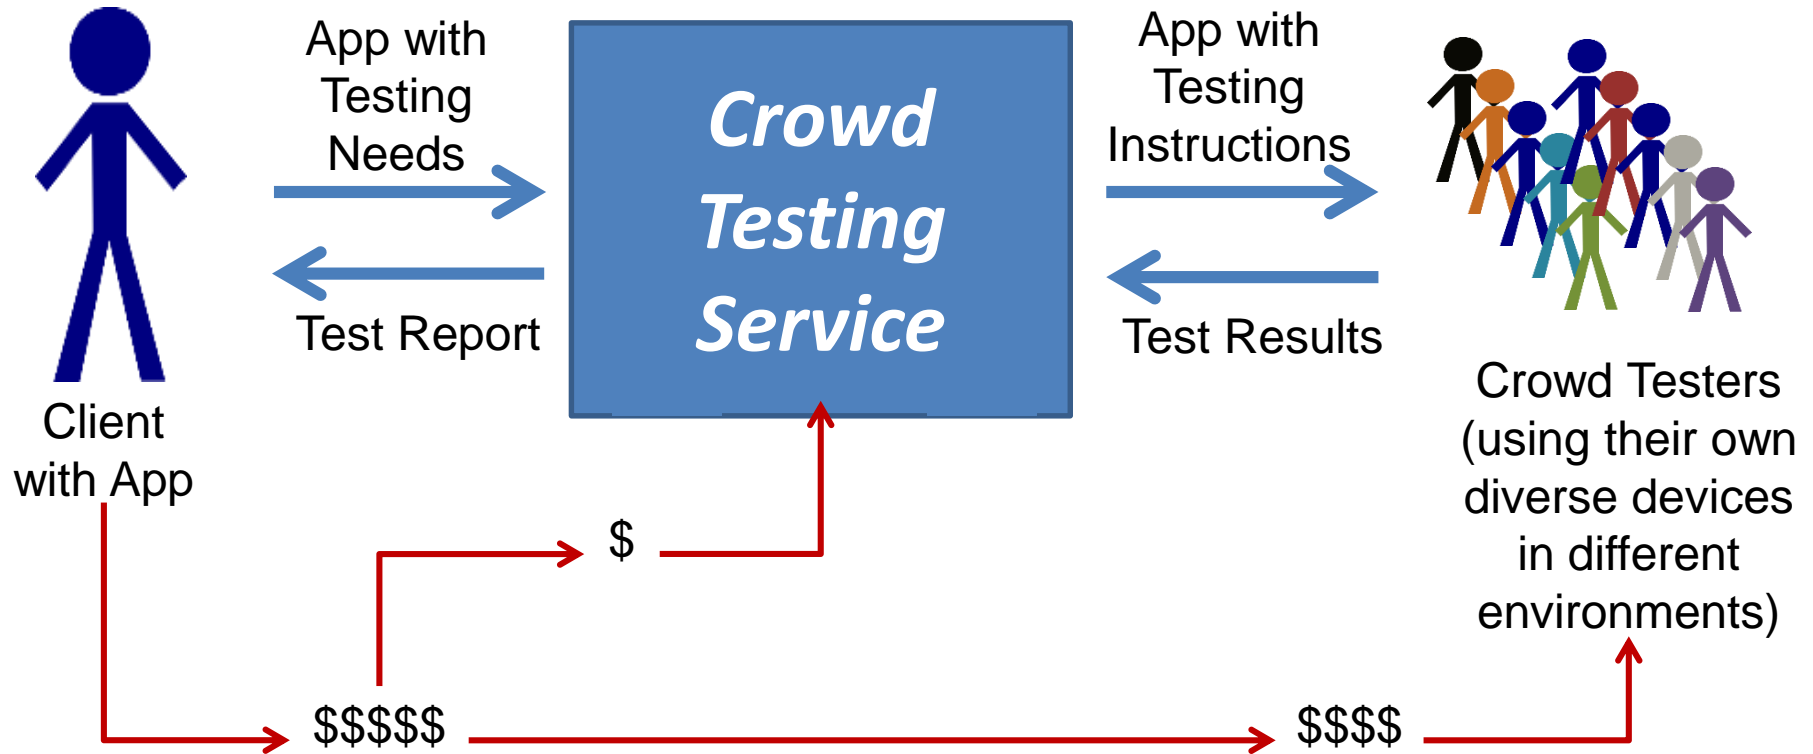 App with
Testing
Needs
Crowd
Testing
Service
App with
Testing
Instructions
Test Report
Test Results
Client
with App
Crowd Testers
(using their own
diverse devices
in different
environments)
$
$$$$$
$$$$